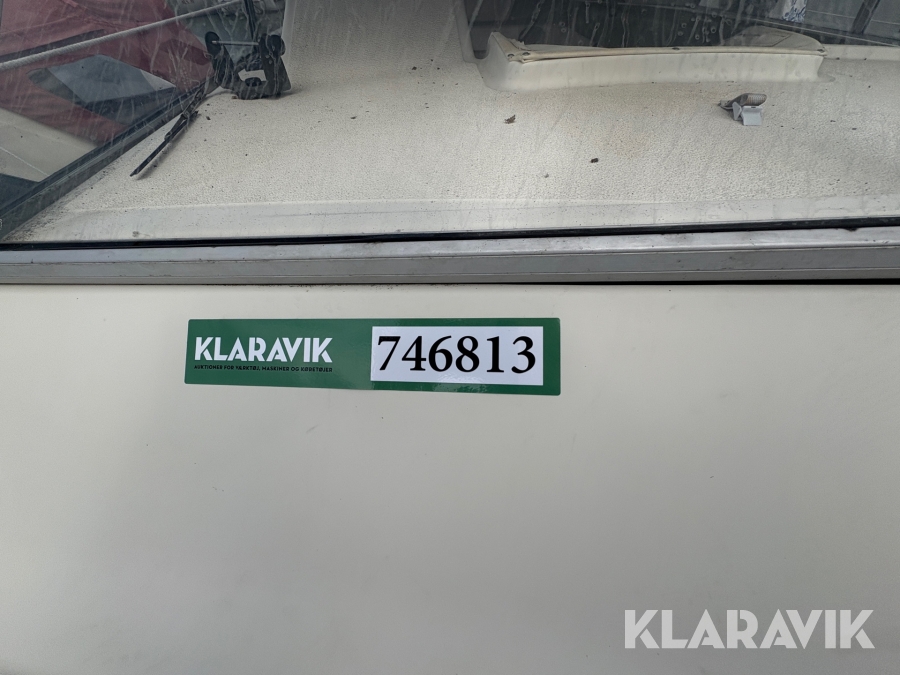 KLARAVIK 746813
AUKTIONER FOR VÆRKTØJ, MASKINER OG KØRETØJER
KLARAVIK